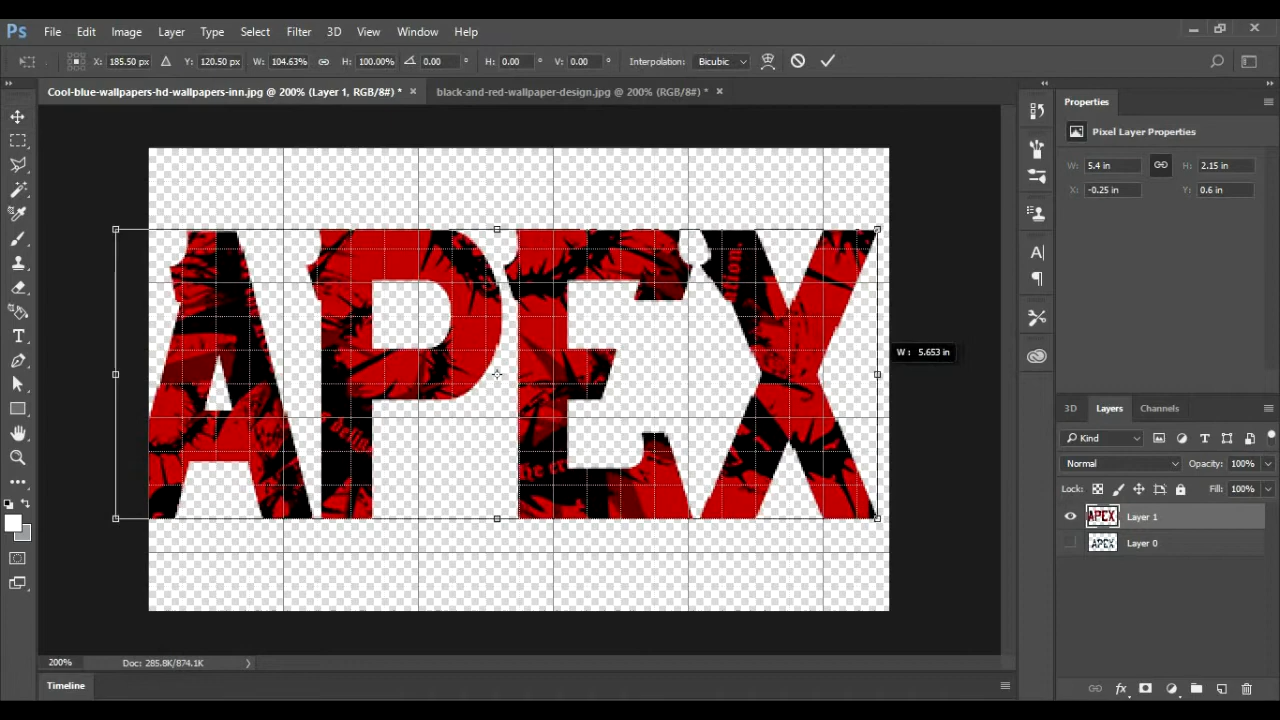 Ps File Edit Image Layer Type Select Filter 3D View Window Help
X: 185.50 px Y: 120.50 px W: 104.63% H: 100.00% 0.00 ° H: 0.00 ° V: 0.00 ° Interpolation: Bicubic
Cool-blue-wallpapers-hd-wallpapers-inn.jpg @ 200% (Layer 1, RGB/8#) * × black-and-red-wallpaper-design.jpg @ 200% (RGB/8#) * ×
Properties
Pixel Layer Properties
W: 5.4 in H: 2.15 in
X: -0.25 in Y: 0.6 in
APEX
W : 5.653 in
3D Layers Channels
Kind
Normal Opacity: 100%
Lock: Fill: 100%
APEX Layer 1
APEX Layer 0
200% Doc: 285.8K/874.1K
Timeline